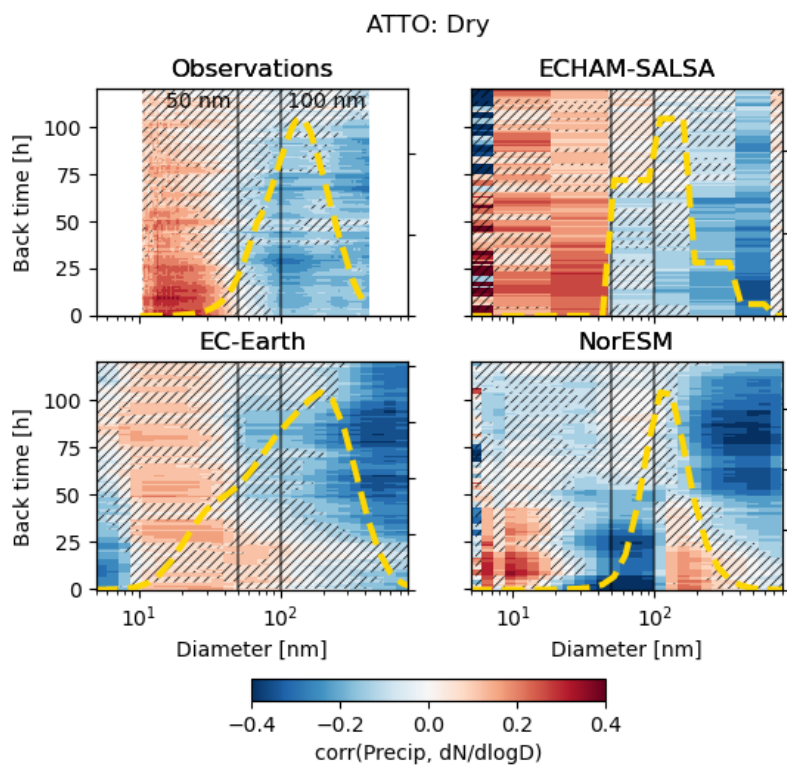 ATTO: Dry
Observations
ECHAM-SALSA
50 nm
100 nm
Back time [h]
100
75
50
25
0
EC-Earth
NorESM
Back time [h]
100
75
50
25
0
10¹
10²
10¹
10²
Diameter [nm]
Diameter [nm]
−0.4
−0.2
0.0
0.2
0.4
corr(Precip, dN/dlogD)